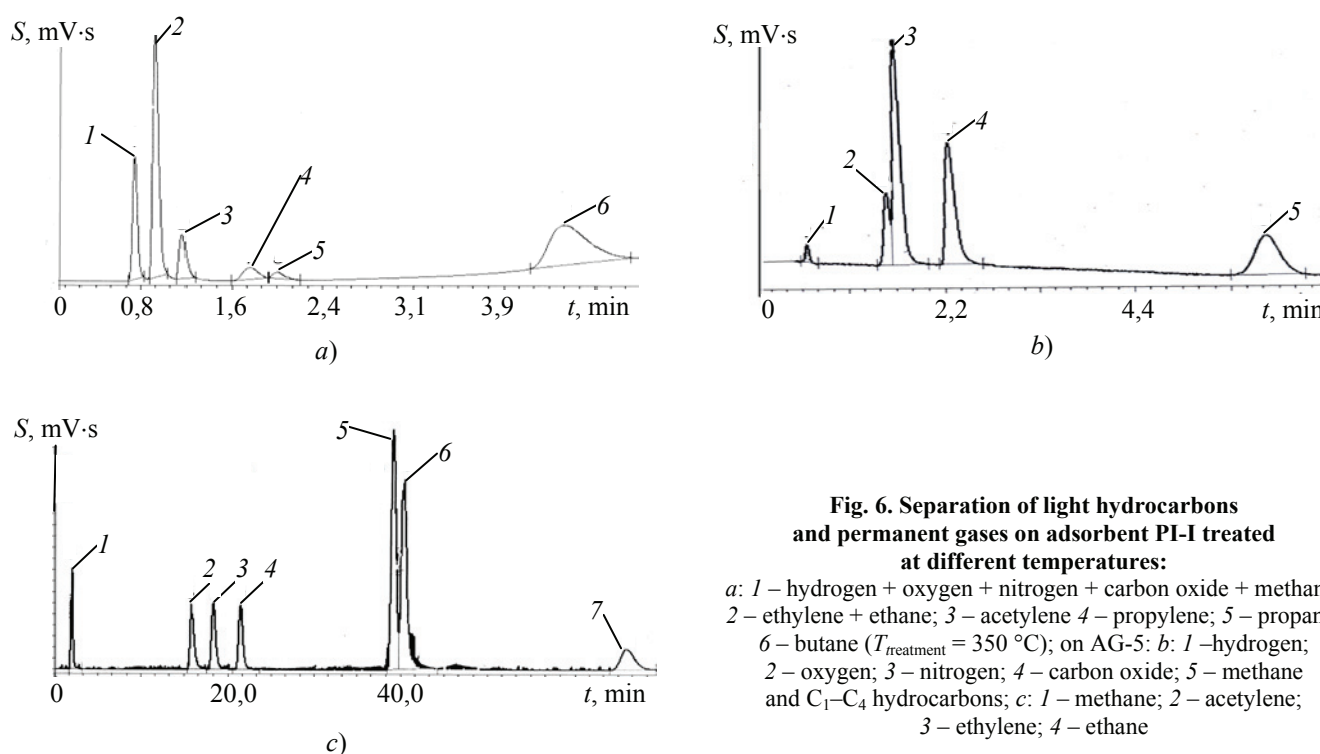 S, mV·s
1
2
3
4
5
6
0 0,8 1,6 2,4 3,1 3,9 t, min
a)
S, mV·s
1
2
3
4
5
0 2,2 4,4 t, min
b)
S, mV·s
1
2
3
4
5
6
7
0 20,0 40,0 t, min
c)
Fig. 6. Separation of light hydrocarbons
and permanent gases on adsorbent PI-I treated
at different temperatures:
a: 1 – hydrogen + oxygen + nitrogen + carbon oxide + methan
2 – ethylene + ethane; 3 – acetylene 4 – propylene; 5 – propan
6 – butane (Ttreatment = 350 °C); on AG-5: b: 1 –hydrogen;
2 – oxygen; 3 – nitrogen; 4 – carbon oxide; 5 – methane
and C₁–C₄ hydrocarbons; c: 1 – methane; 2 – acetylene;
3 – ethylene; 4 – ethane